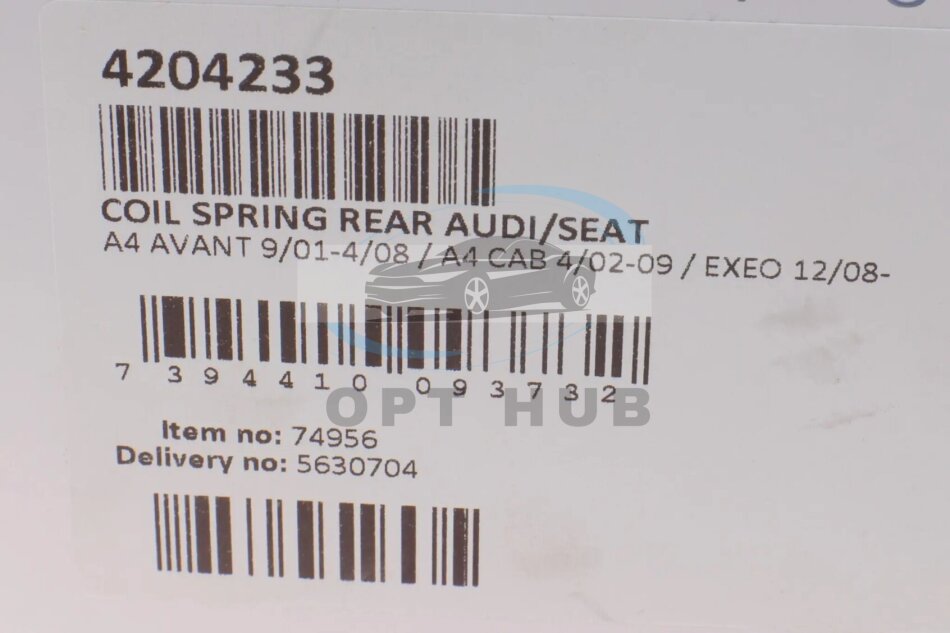 4204233
COIL SPRING REAR AUDI/SEAT
A4 AVANT 9/01-4/08 / A4 CAB 4/02-09 / EXEO 12/08-
7 394410 093732
OPT HUB
Item no: 74956
Delivery no: 5630704